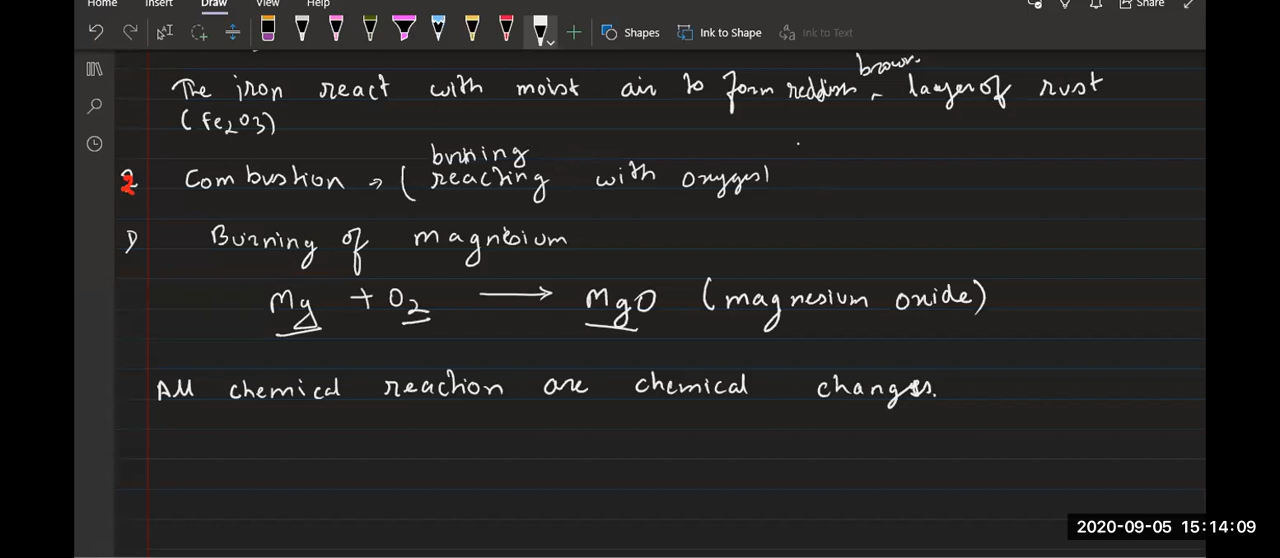 Home Insert Draw View Help Share
Shapes Ink to Shape Ink to Text
brown
The iron react with moist air to form reddish layer of rust
(Fe2O3)
burning
2 Combustion → ( reacting with oxygen)
1) Burning of magnesium
Mg + O2 → MgO (magnesium oxide)
All chemical reaction are chemical changes.
2020-09-05 15:14:09